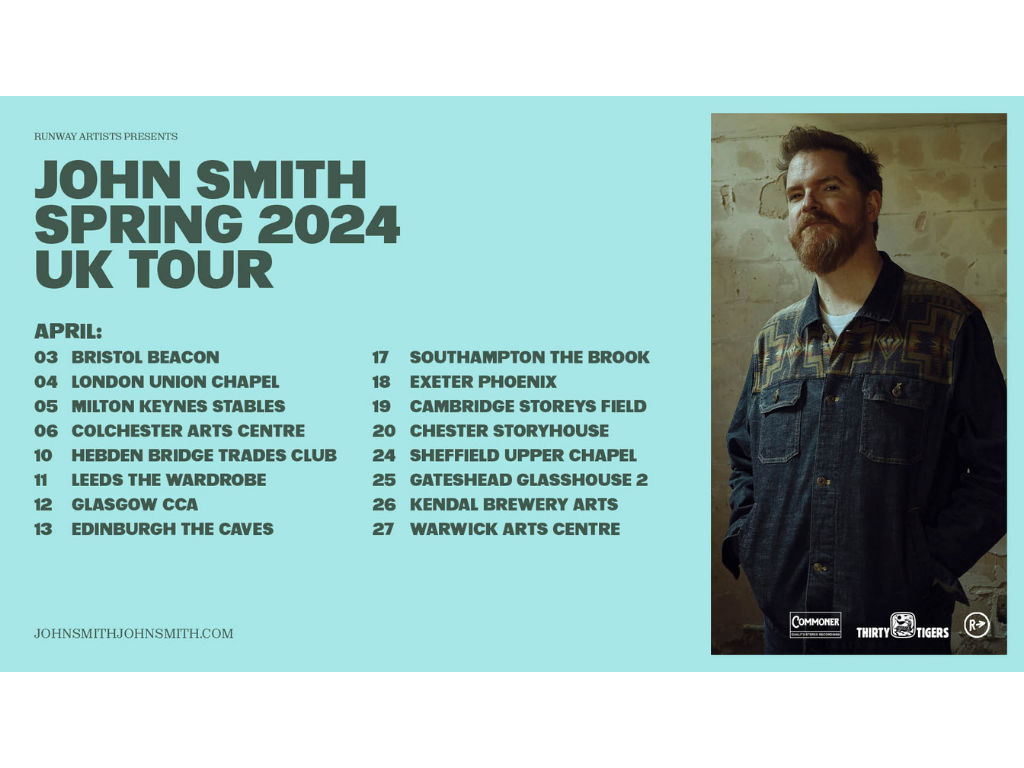 RUNWAY ARTISTS PRESENTS
JOHN SMITH
SPRING 2024
UK TOUR
APRIL:
03 BRISTOL BEACON
04 LONDON UNION CHAPEL
05 MILTON KEYNES STABLES
06 COLCHESTER ARTS CENTRE
10 HEBDEN BRIDGE TRADES CLUB
11 LEEDS THE WARDROBE
12 GLASGOW CCA
13 EDINBURGH THE CAVES
17 SOUTHAMPTON THE BROOK
18 EXETER PHOENIX
19 CAMBRIDGE STOREYS FIELD
20 CHESTER STORYHOUSE
24 SHEFFIELD UPPER CHAPEL
25 GATESHEAD GLASSHOUSE 2
26 KENDAL BREWERY ARTS
27 WARWICK ARTS CENTRE
JOHNSMITHJOHNSMITH.COM
COMMONER
THIRTY TIGERS
R